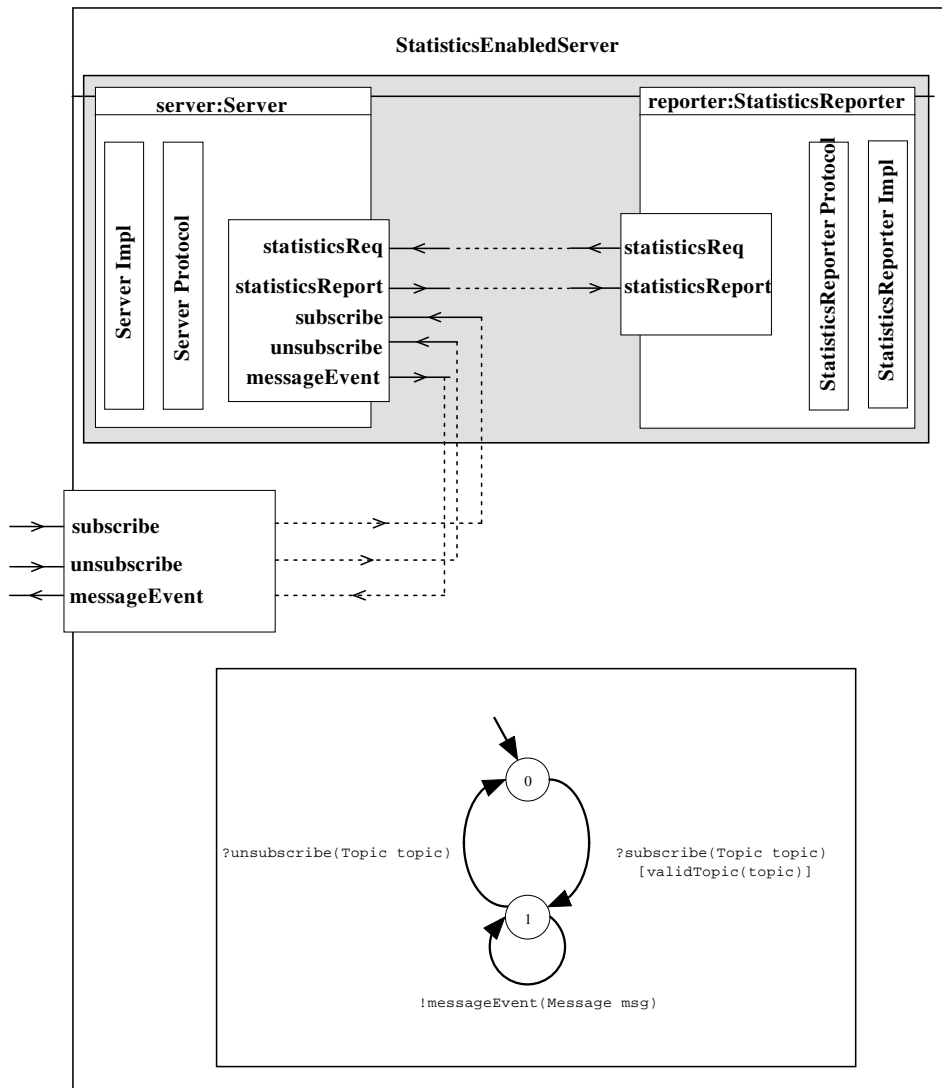 StatisticsEnabledServer
server:Server
reporter:StatisticsReporter
Server Impl
Server Protocol
statisticsReq
statisticsReport
subscribe
unsubscribe
messageEvent
statisticsReq
statisticsReport
StatisticsReporter Protocol
StatisticsReporter Impl
subscribe
unsubscribe
messageEvent
0
?unsubscribe(Topic topic)
?subscribe(Topic topic)
[validTopic(topic)]
1
!messageEvent(Message msg)